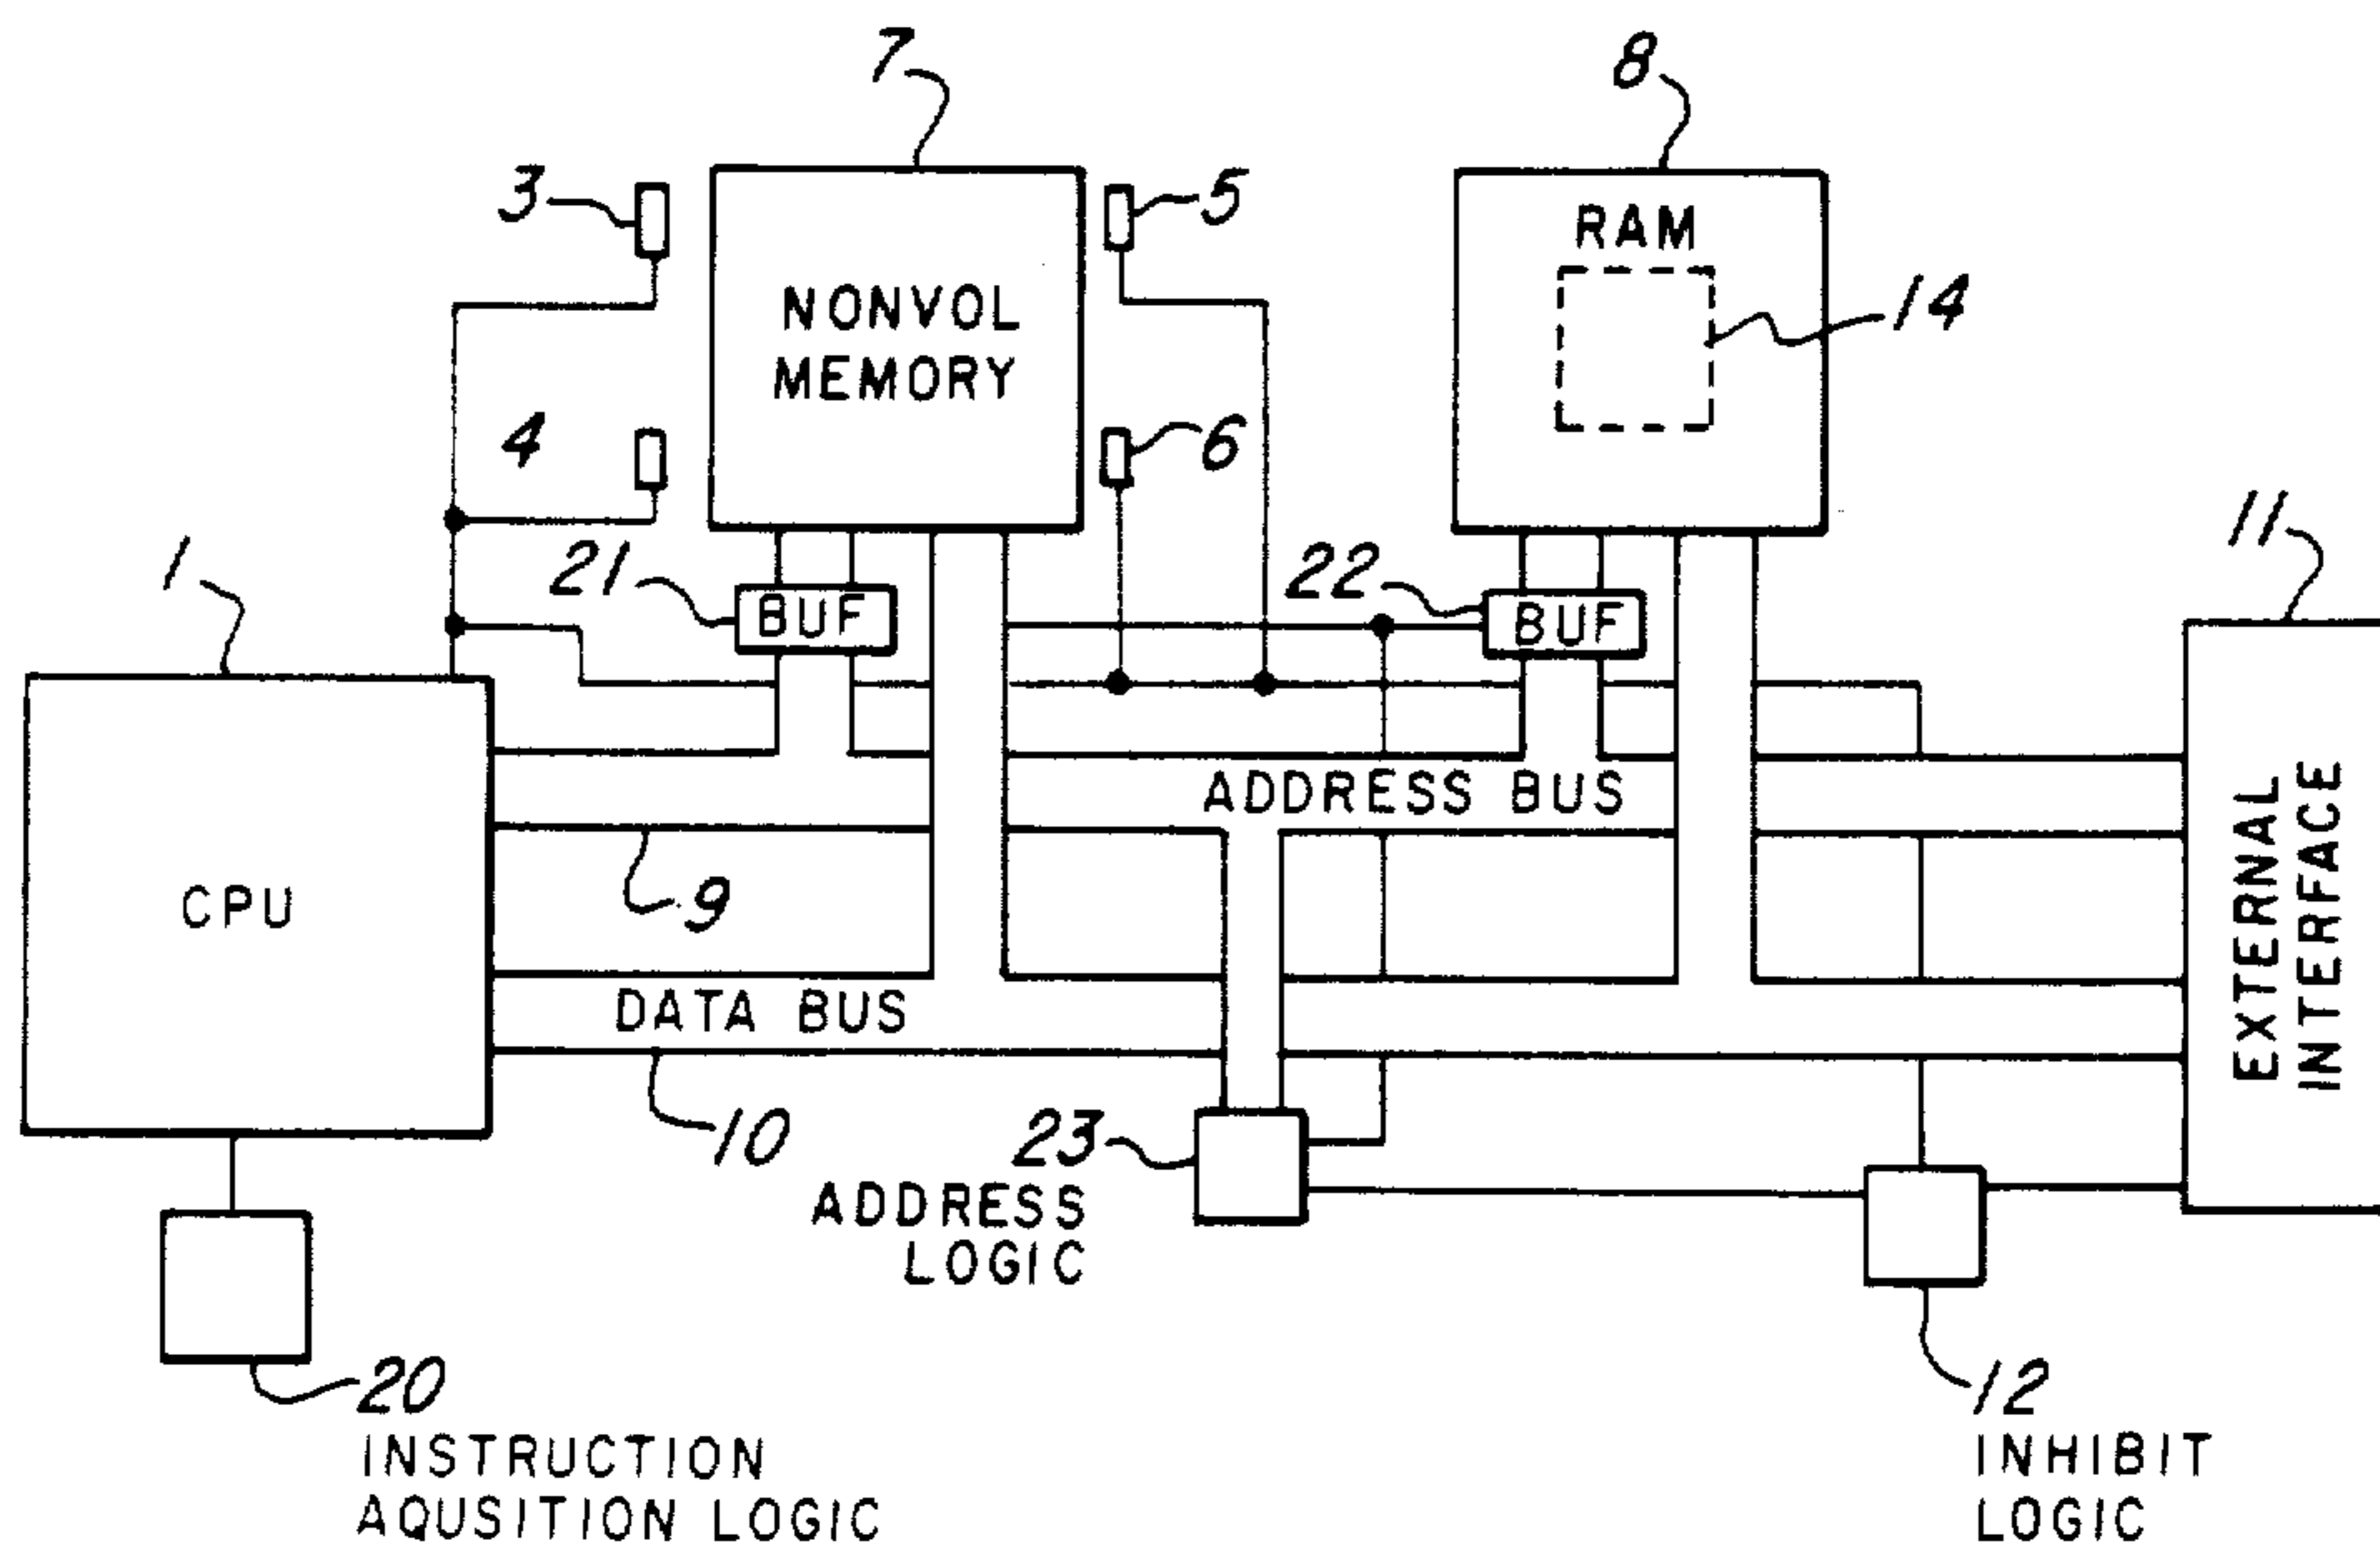 7
8
3
5
RAM
NONVOL
MEMORY
14
4
6
11
1
21
BUF
22
BUF
ADDRESS BUS
EXTERNAL
INTERFACE
CPU
9
DATA BUS
10
23
ADDRESS
LOGIC
20
INSTRUCTION
AQUSITION LOGIC
12
INHIBIT
LOGIC